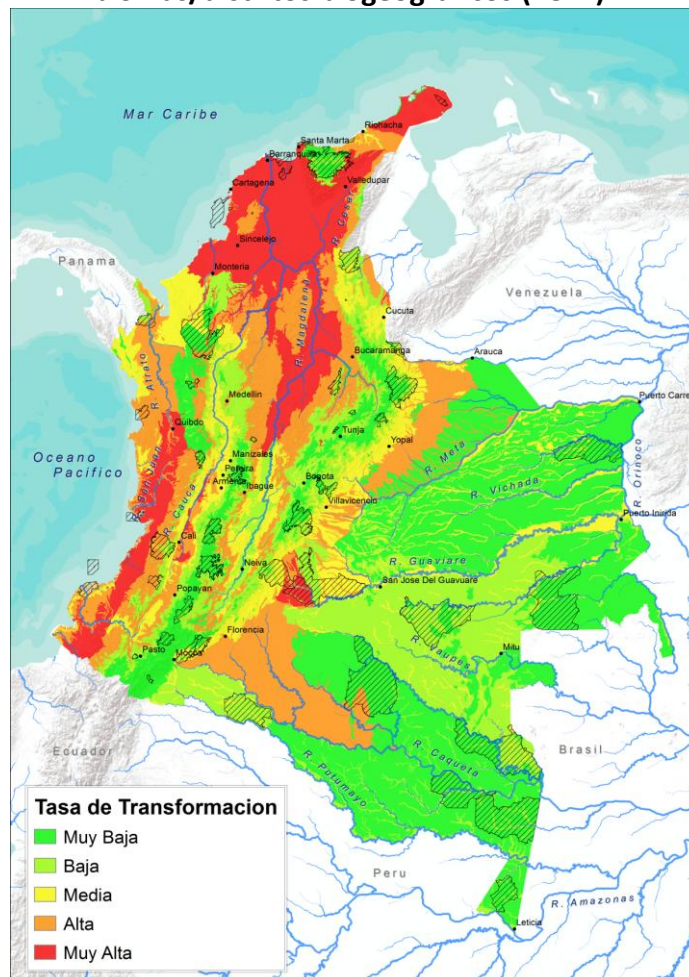 Mar Caribe
Riohacha
Santa Marta
Barranquilla
Valledupar
Cartagena
R. Cesar
Sincelejo
Panama
Monteria
Venezuela
Cucuta
R. Magdalena
Bucaramanga
Arauca
R. Atrato
Medellin
Puerto Carre
Quibdo
Tunja
Yopal
R. Meta
R. Orinoco
Oceano
Pacifico
Manizales
Pereira
Armenia
Ibague
Bogota
R. San Juan
R. Cauca
Villavicencio
R. Vichada
Puerto Inirida
Cali
R. Guaviare
Neiva
San Jose Del Guavuare
Popayan
Florencia
R. Vaupes
Mitu
Pasto
Mocoa
Ecuador
R. Caqueta
Brasil
R. Putumayo
Peru
R. Amazonas
Leticia
Tasa de Transformacion
Muy Baja
Baja
Media
Alta
Muy Alta